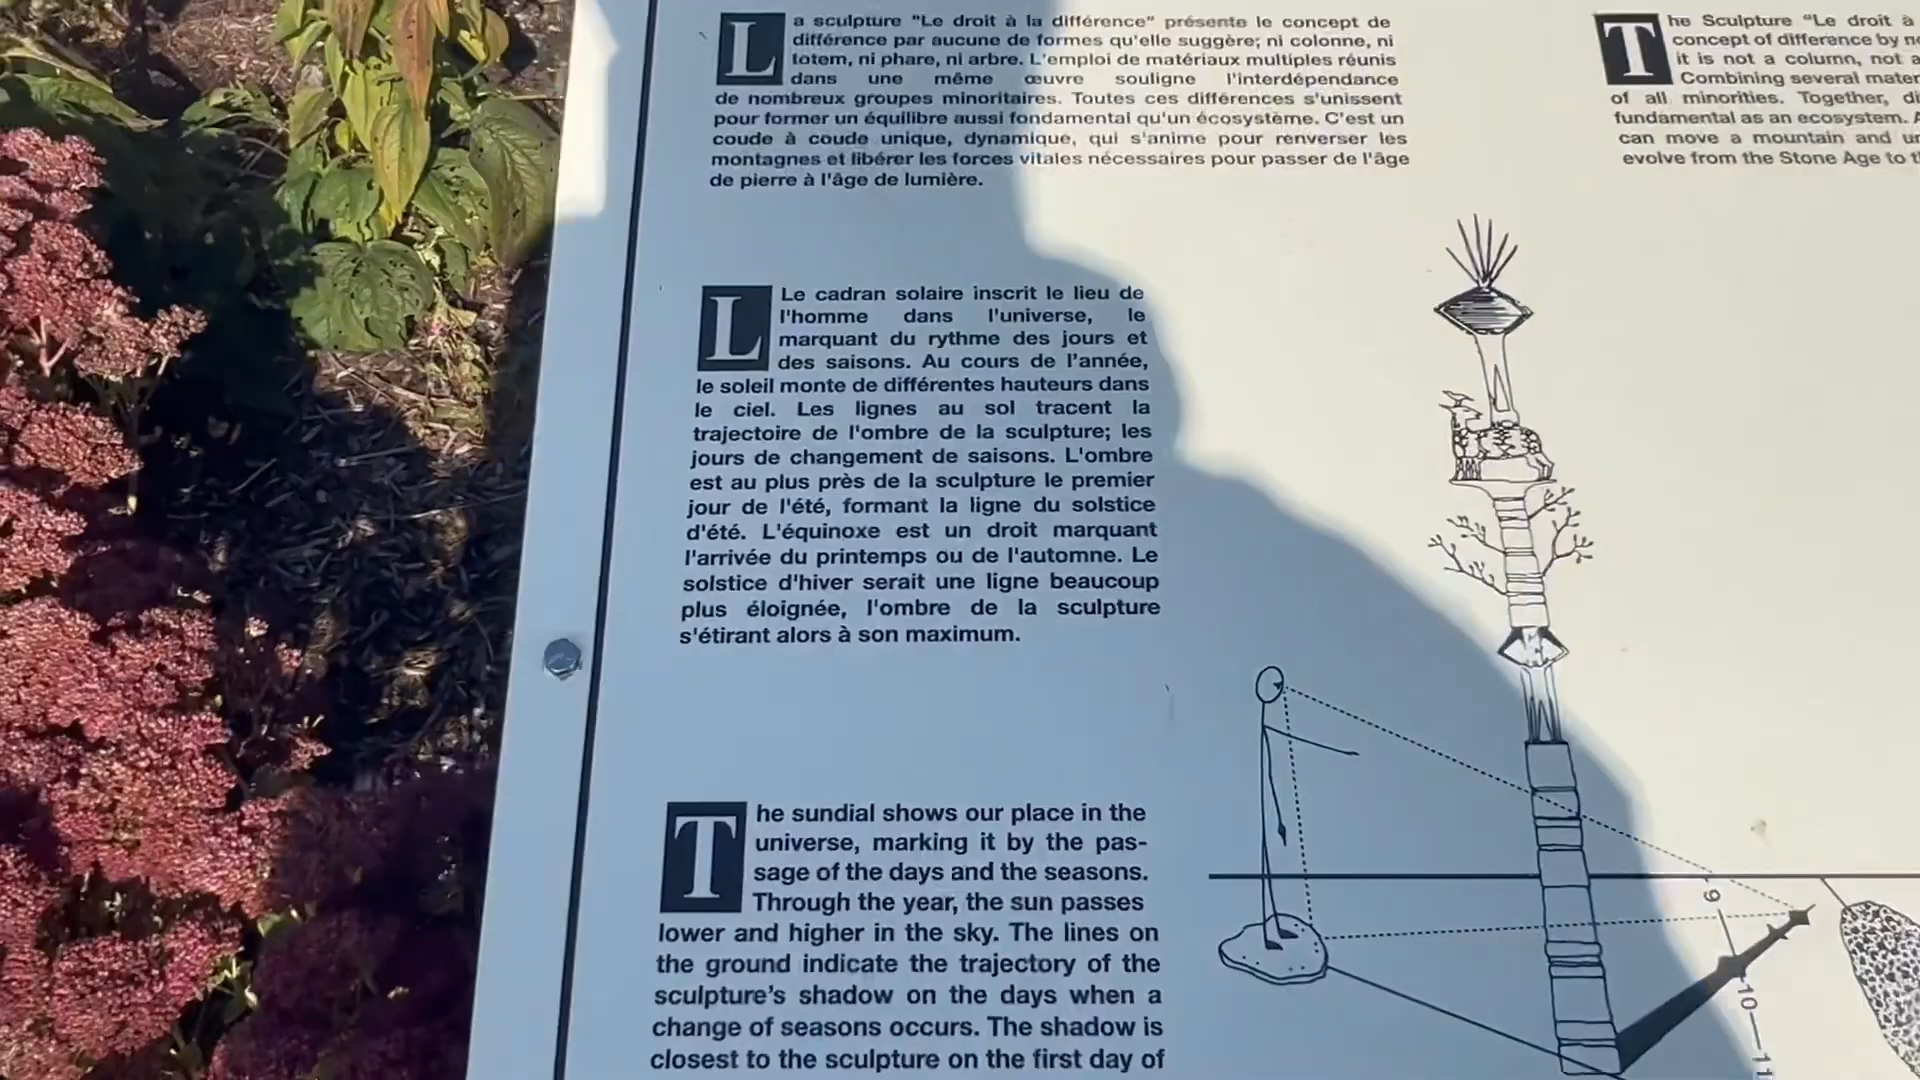 La sculpture "Le droit à la différence" présente le concept de
différence par aucune de formes qu'elle suggère; ni colonne, ni
totem, ni phare, ni arbre. L'emploi de matériaux multiples réunis
dans une même œuvre souligne l'interdépendance
de nombreux groupes minoritaires. Toutes ces différences s'unissent
pour former un équilibre aussi fondamental qu'un écosystème. C'est un
coude à coude unique, dynamique, qui s'anime pour renverser les
montagnes et libérer les forces vitales nécessaires pour passer de l'âge
de pierre à l'âge de lumière.
The Sculpture "Le droit à
concept of difference by
it is not a column, not a
Combining several
of all minorities. Together,
fundamental as an ecosystem.
can move a mountain and
evolve from the Stone Age to
L Le cadran solaire inscrit le lieu de
l'homme dans l'univers, le
marquant du rythme des jours et
des saisons. Au cours de l'année,
le soleil monte de différentes hauteurs dans
le ciel. Les lignes au sol tracent la
trajectoire de l'ombre de la sculpture; les
jours de changement de saisons. L'ombre
est au plus près de la sculpture le premier
jour de l'été, formant la ligne du solstice
d'été. L'équinoxe est un droit marquant
l'arrivée du printemps ou de l'automne. Le
solstice d'hiver serait une ligne beaucoup
plus éloignée, l'ombre de la sculpture
s'étirant alors à son maximum.
The sundial shows our place in the
universe, marking it by the pas-
sage of the days and the seasons.
Through the year, the sun passes
lower and higher in the sky. The lines on
the ground indicate the trajectory of the
sculpture's shadow on the days when a
change of seasons occurs. The shadow is
closest to the sculpture on the first day of
9
10
11